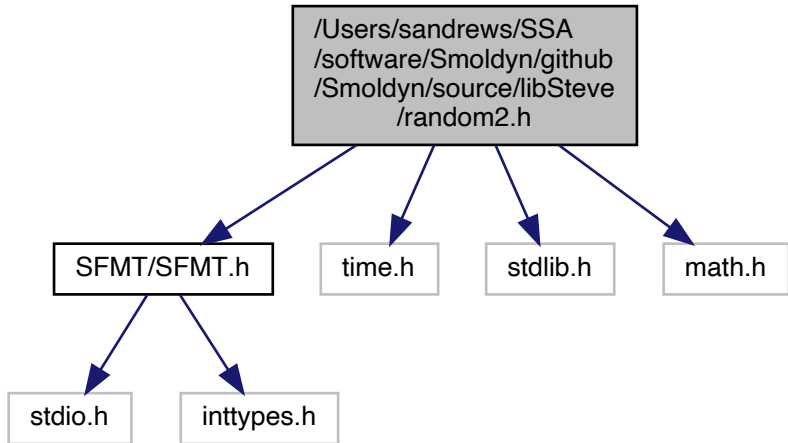 /Users/sandrews/SSA
/software/Smoldyn/github
/Smoldyn/source/libSteve
/random2.h
SFMT/SFMT.h
time.h
stdlib.h
math.h
stdio.h
inttypes.h